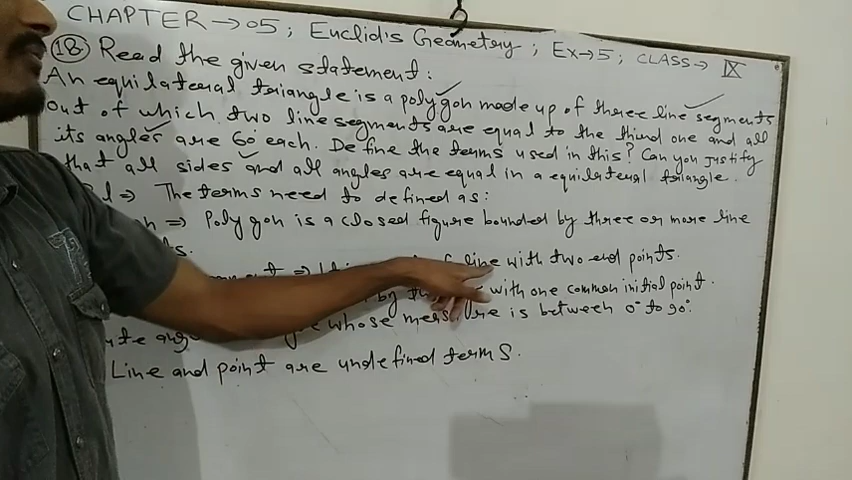 CHAPTER → 05 ; Euclid's Geometry ; Ex → 5 ; CLASS → IX
18 Read the given statement :
An equilateral triangle is a polygon made up of three line segments
out of which two line segments are equal to the third one and all
its angles are 60° each. Define the terms used in this ? Can you justify
that all sides and all angles are equal in a equilateral triangle.
The terms need to defined as :
⇒ Polygon is a closed figure bounded by three or more line
line with two end points.
by with one common initial point.
whose is between 0° to 90°.
Line and point are undefined terms.